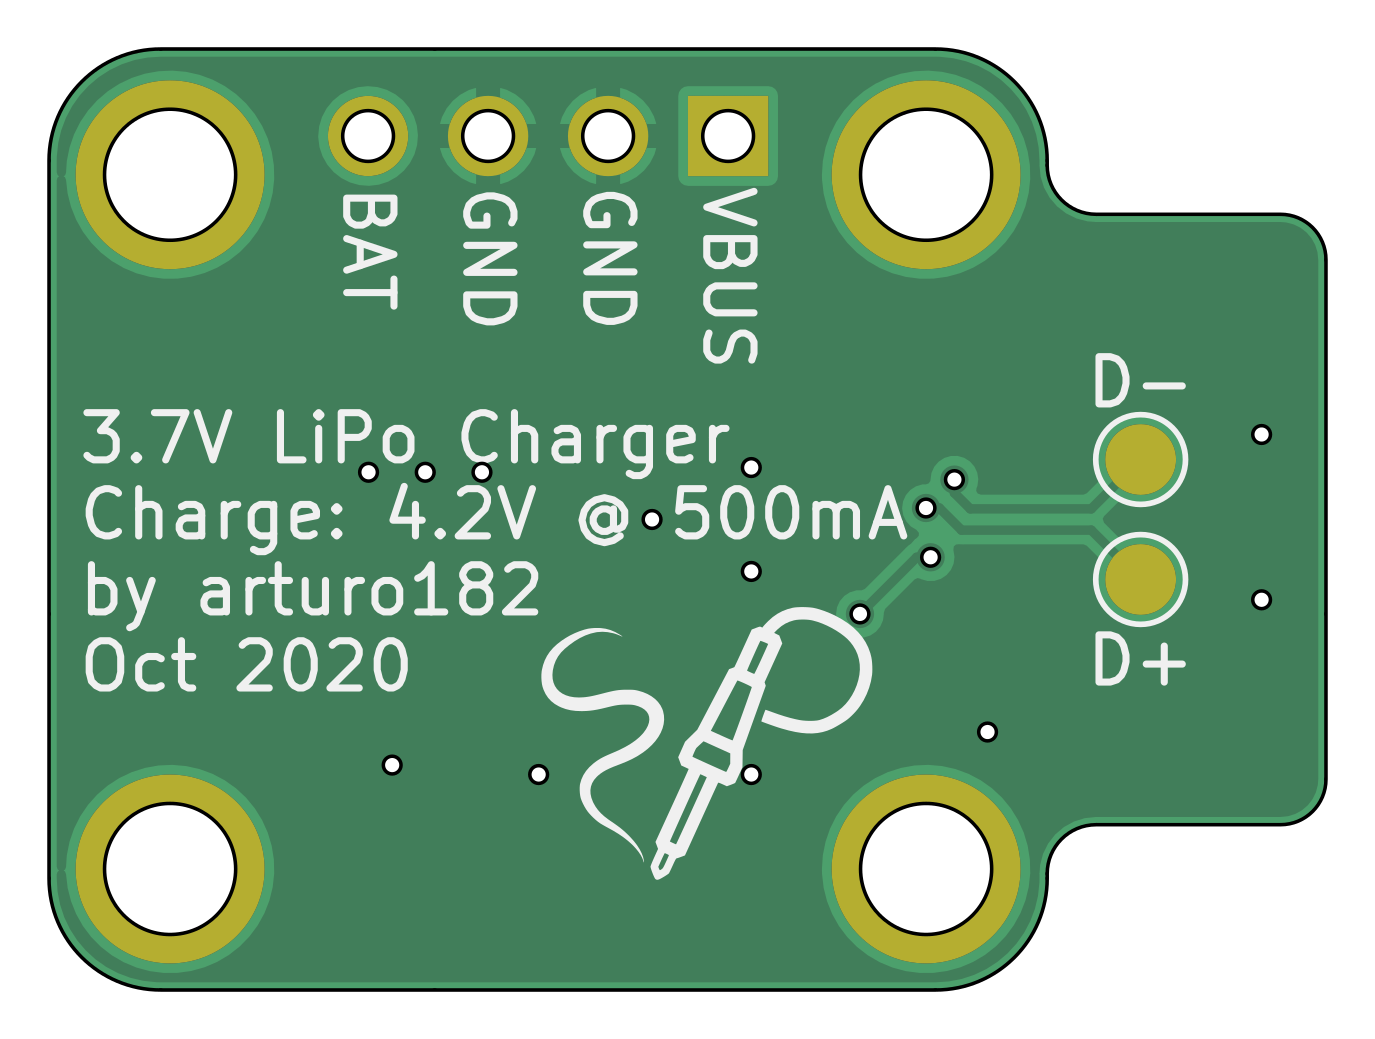 BAT
GND
GND
VBUS
D-
3.7V LiPo Charger
Charge: 4.2V @ 500mA
by arturo182
Oct 2020
D+